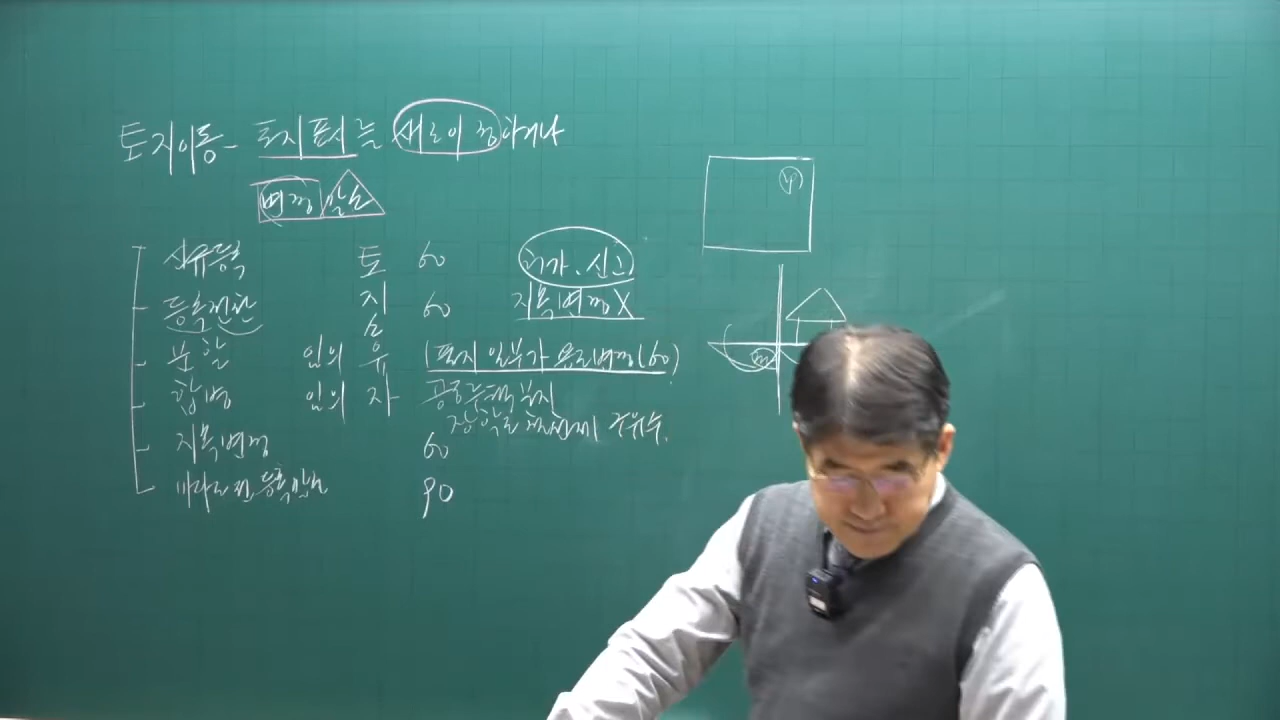 토지이동- 토지표시를 새로이 정하거나
변경 말소
신규등록 토 60 허가, 신고
등록전환 지 60 지목변경X
소
분할 임의 유 (토지 일부가 용도변경(60)
합병 임의 자 공동주택부지
지목변경 60
바다로 된 등록말소 90